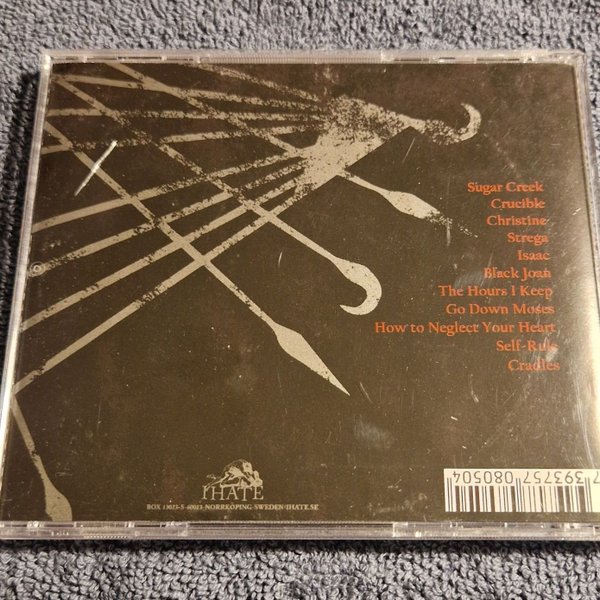 Sugar Creek
Crucible
Christine
Strega
Isaac
Black Joan
The Hours I Keep
Go Down Moses
How to Neglect Your Heart
Self-Rule
Cradles
IHATE
BOX 13023·S-60013·NORRKÖPING·SWEDEN·IHATE.SE
7 393757 080504